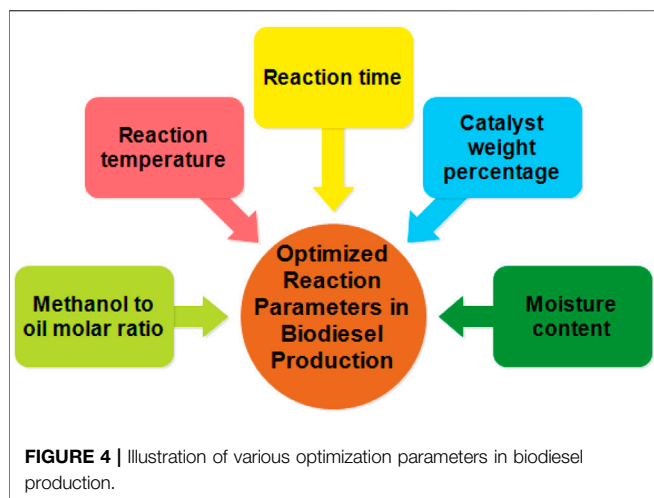 Reaction time
Reaction
temperature
Catalyst
weight
percentage
Methanol to
oil molar ratio
Optimized
Reaction
Parameters in
Biodiesel
Production
Moisture
content
FIGURE 4 | Illustration of various optimization parameters in biodiesel
production.